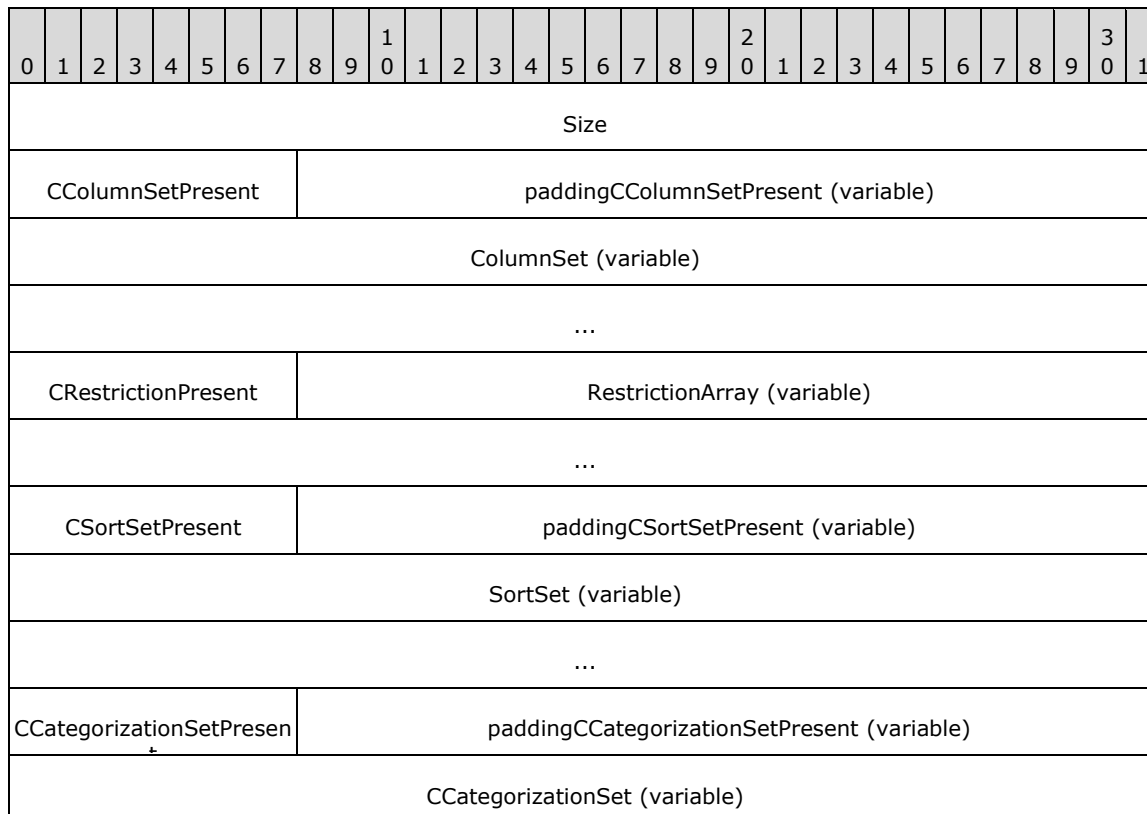 1 2 3
0 1 2 3 4 5 6 7 8 9 0 1 2 3 4 5 6 7 8 9 0 1 2 3 4 5 6 7 8 9 0 1
Size
CColumnSetPresent paddingCColumnSetPresent (variable)
ColumnSet (variable)
...
CRestrictionPresent RestrictionArray (variable)
...
CSortSetPresent paddingCSortSetPresent (variable)
SortSet (variable)
...
CCategorizationSetPresen paddingCCategorizationSetPresent (variable)
t
CCategorizationSet (variable)